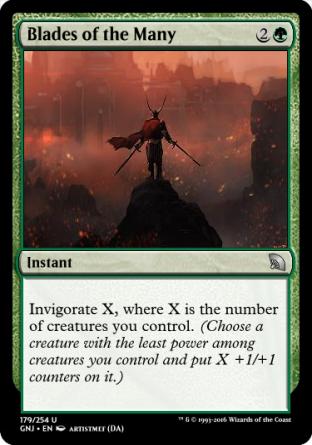 Blades of the Many 2
Instant
Invigorate X, where X is the number
of creatures you control. (Choose a
creature with the least power among
creatures you control and put X +1/+1
counters on it.)
179/254 U
GNJ • EN ARTISTMEF (DA)
™ & © 1993-2016 Wizards of the Coast